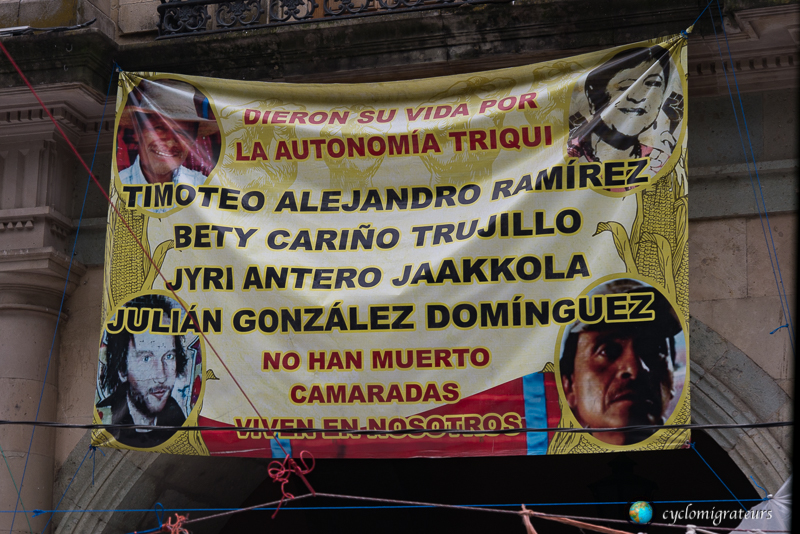 DIERON SU VIDA POR
LA AUTONOMÍA TRIQUI
TIMOTEO ALEJANDRO RAMÍREZ
BETY CARIÑO TRUJILLO
JYRI ANTERO JAAKKOLA
JULIÁN GONZÁLEZ DOMÍNGUEZ
NO HAN MUERTO
CAMARADAS
VIVEN EN NOSOTROS
cyclomigrateurs